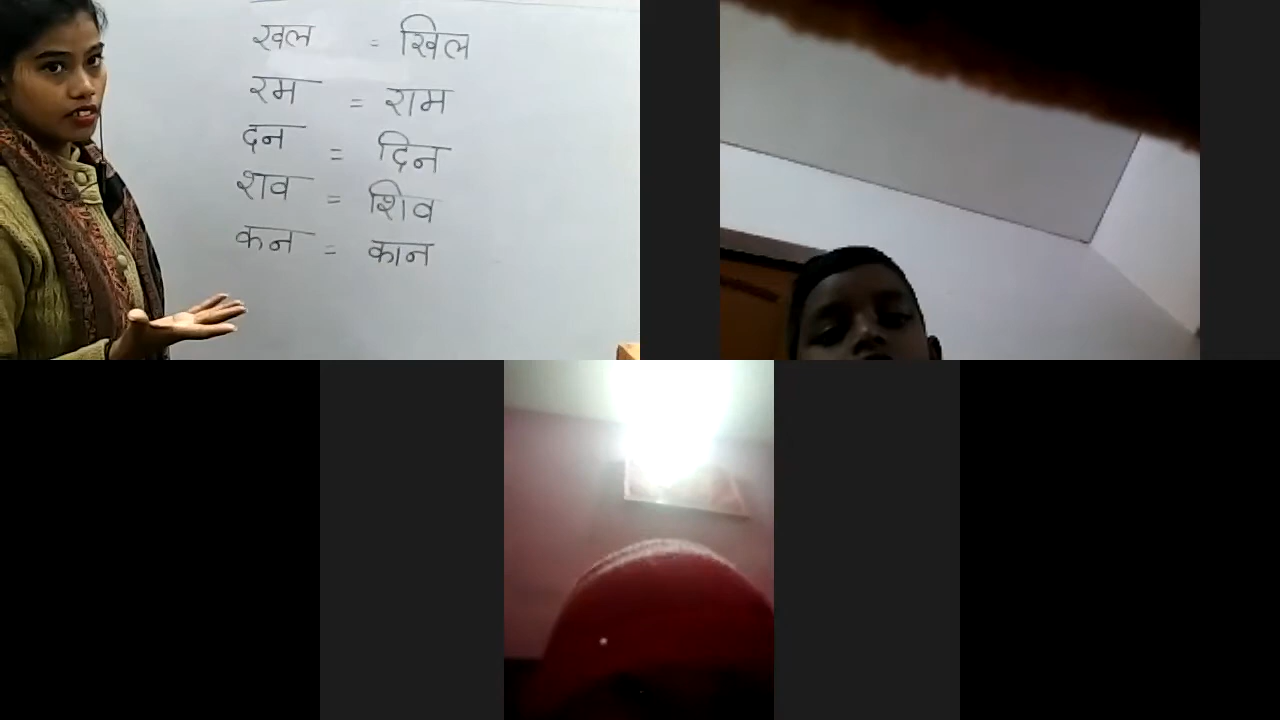 खल = खिल
रम = राम
दन = दिन
शव = शिव
कन = कान